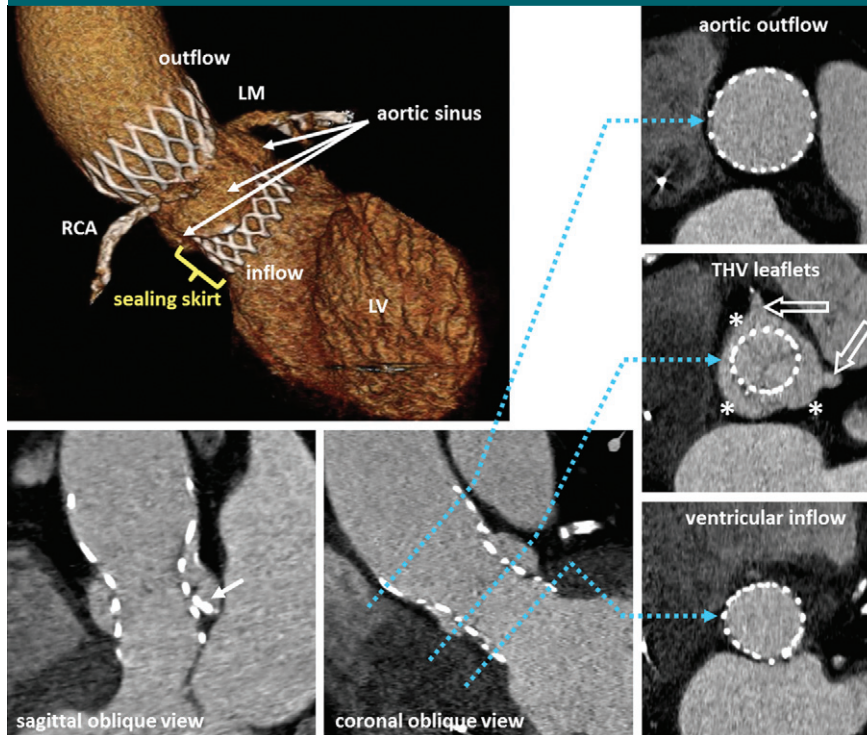 outflow
LM
aortic sinus
RCA
inflow
sealing skirt
LV
aortic outflow
THV leaflets
*
* *
ventricular inflow
sagittal oblique view
coronal oblique view